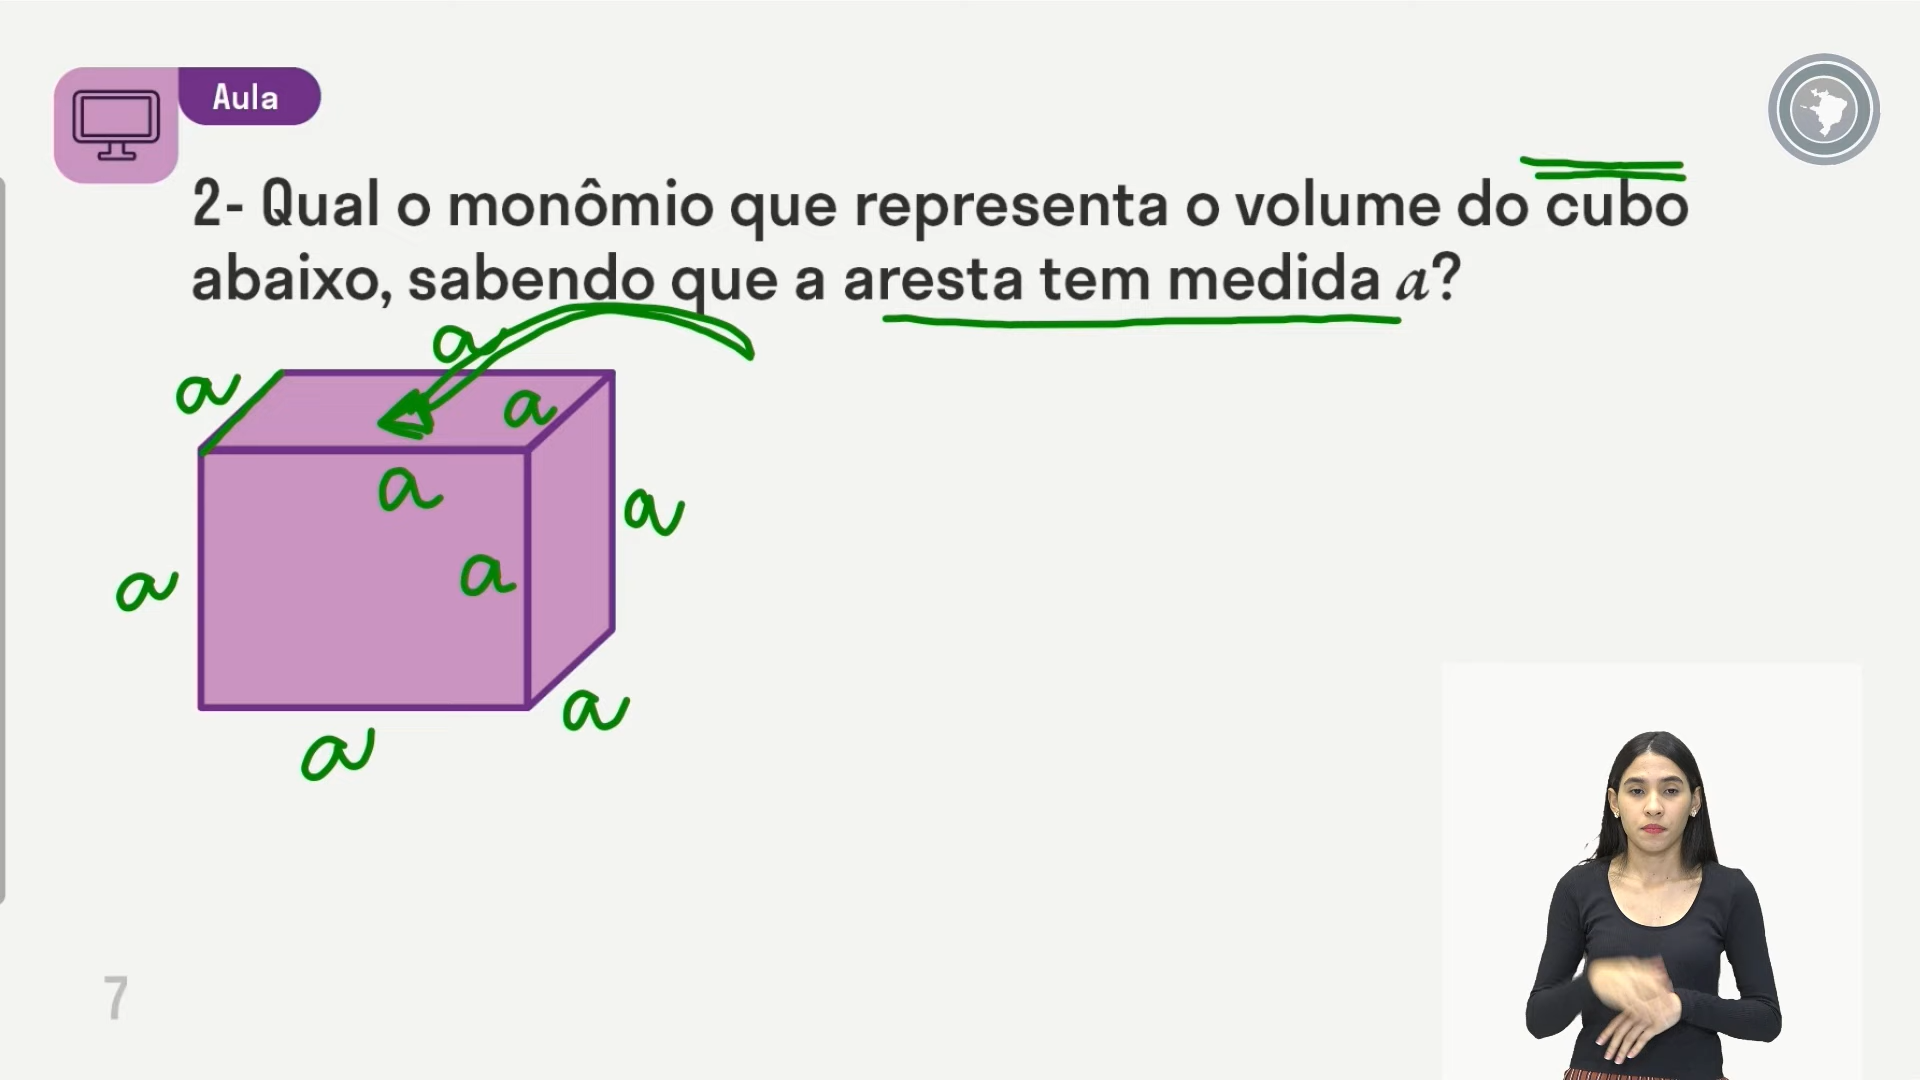 Aula
2- Qual o monômio que representa o volume do cubo
abaixo, sabendo que a aresta tem medida a?
a
a
a
a
a
a
a
a
a
7